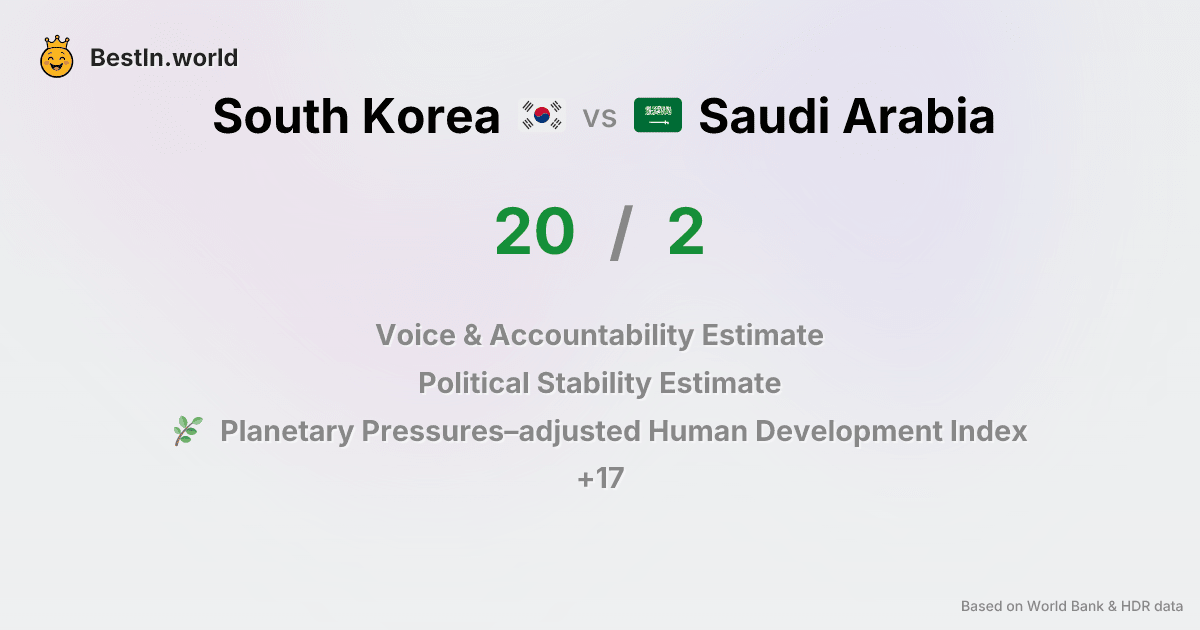 BestIn.world
South Korea vs Saudi Arabia
20 / 2
Voice & Accountability Estimate
Political Stability Estimate
Planetary Pressures–adjusted Human Development Index
+17
Based on World Bank & HDR data